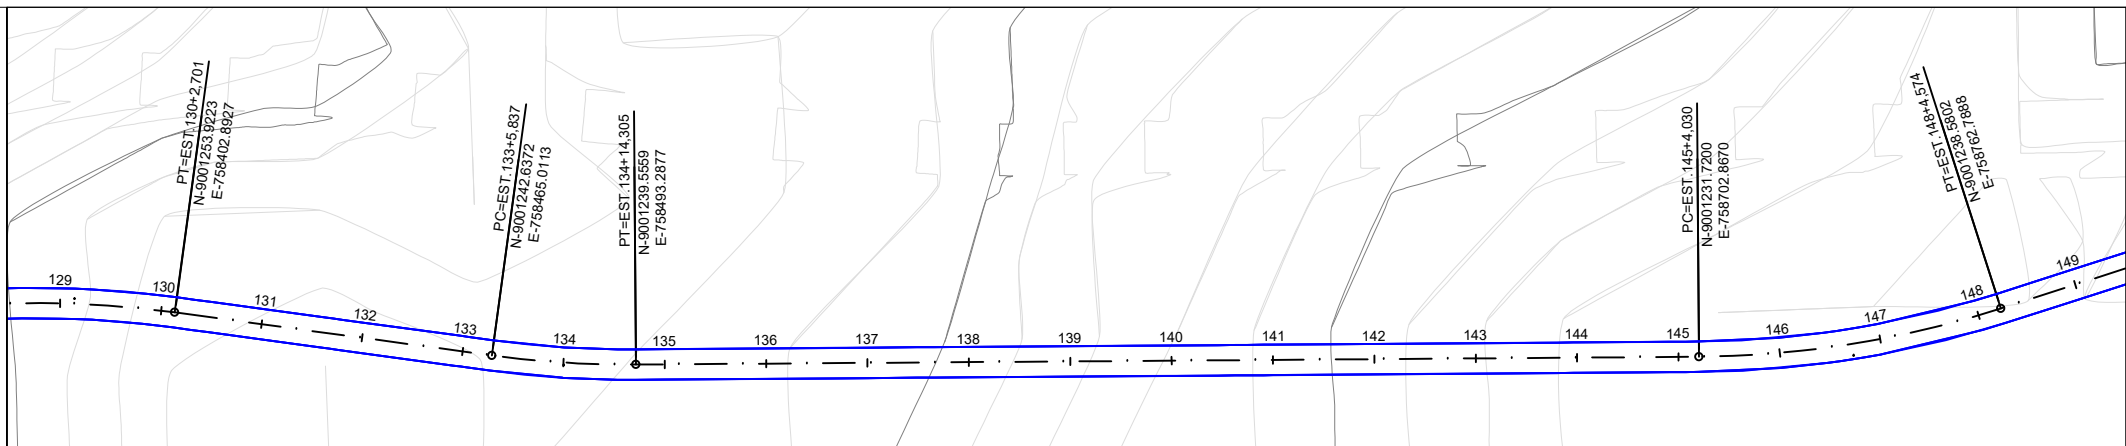 PT=EST.130+2,701
N-9001253.9223
E-758402.8927
PC=EST.133+5,837
N-9001242.6372
E-758465.0113
PT=EST.134+14,305
N-9001239.5559
E-758493.2877
PC=EST.145+4,030
N-9001231.7200
E-758702.8670
PT=EST.148+4,574
N-9001238.5802
E-758762.7888
129
130
131
132
133
134
135
136
137
138
139
140
141
142
143
144
145
146
147
148
149